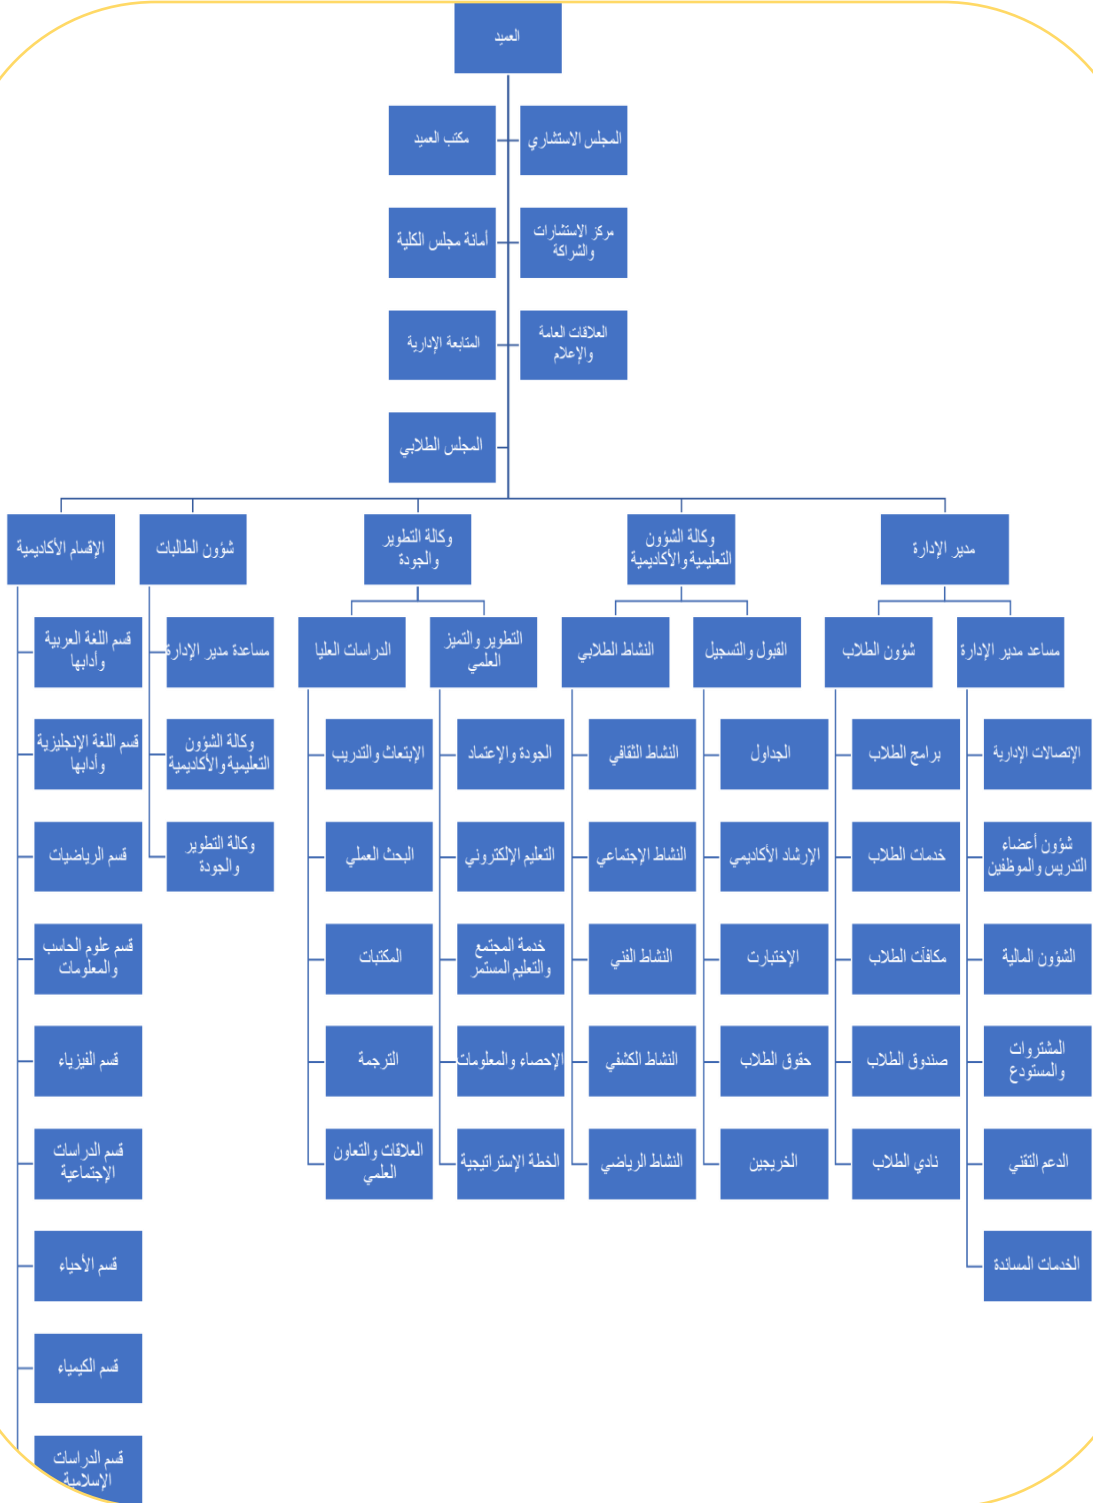 العميد
المجلس الاستشاري
مكتب العميد
مركز الاستشارات
والشراكة
أمانة مجلس الكلية
العلاقات العامة
والإعلام
المتابعة الإدارية
المجلس الطلابي
مدير الإدارة
وكالة الشؤون
التعليمية والأكاديمية
وكالة التطوير
والجودة
شؤون الطالبات
الإقسام الأكاديمية
مساعد مدير الإدارة
الإتصالات الإدارية
شؤون أعضاء
التدريس والموظفين
الشؤون المالية
المشتروات
والمستودع
الدعم التقني
الخدمات المساندة
شؤون الطلاب
برامج الطلاب
خدمات الطلاب
مكافآت الطلاب
صندوق الطلاب
نادي الطلاب
القبول والتسجيل
الجداول
الإرشاد الأكاديمي
الإختبارت
حقوق الطلاب
الخريجين
النشاط الطلابي
النشاط الثقافي
النشاط الإجتماعي
النشاط الفني
النشاط الكشفي
النشاط الرياضي
التطوير والتميز
العلمي
الجودة والإعتماد
التعليم الإلكتروني
خدمة المجتمع
والتعليم المستمر
الإحصاء والمعلومات
الخطة الإستراتيجية
الدراسات العليا
الإبتعاث والتدريب
البحث العملي
المكتبات
الترجمة
العلاقات والتعاون
العلمي
مساعدة مدير الإدارة
وكالة الشؤون
التعليمية والأكاديمية
وكالة التطوير
والجودة
قسم اللغة العربية
وأدابها
قسم اللغة الإنجليزية
وأدابها
قسم الرياضيات
قسم علوم الحاسب
والمعلومات
قسم الفيزياء
قسم الدراسات
الإجتماعية
قسم الأحياء
قسم الكيمياء
قسم الدراسات
الإسلامية